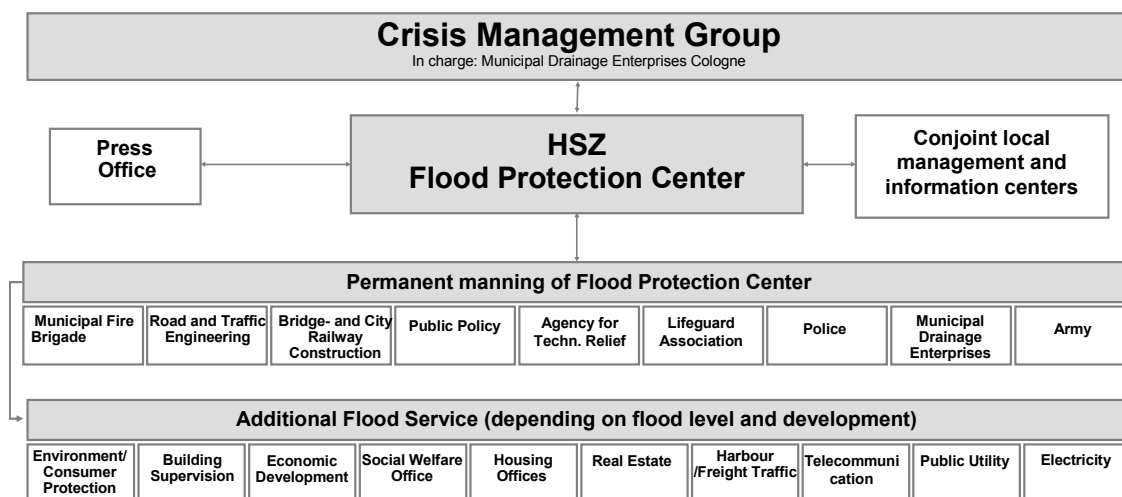 Crisis Management Group
In charge: Municipal Drainage Enterprises Cologne
Press
Office
HSZ
Flood Protection Center
Conjoint local
management and
information centers
Permanent manning of Flood Protection Center
Municipal Fire
Brigade
Road and Traffic
Engineering
Bridge- and City
Railway
Construction
Public Policy
Agency for
Techn. Relief
Lifeguard
Association
Police
Municipal
Drainage
Enterprises
Army
Additional Flood Service (depending on flood level and development)
Environment/
Consumer
Protection
Building
Supervision
Economic
Development
Social Welfare
Office
Housing
Offices
Real Estate
Harbour
/Freight Traffic
Telecommuni
cation
Public Utility
Electricity